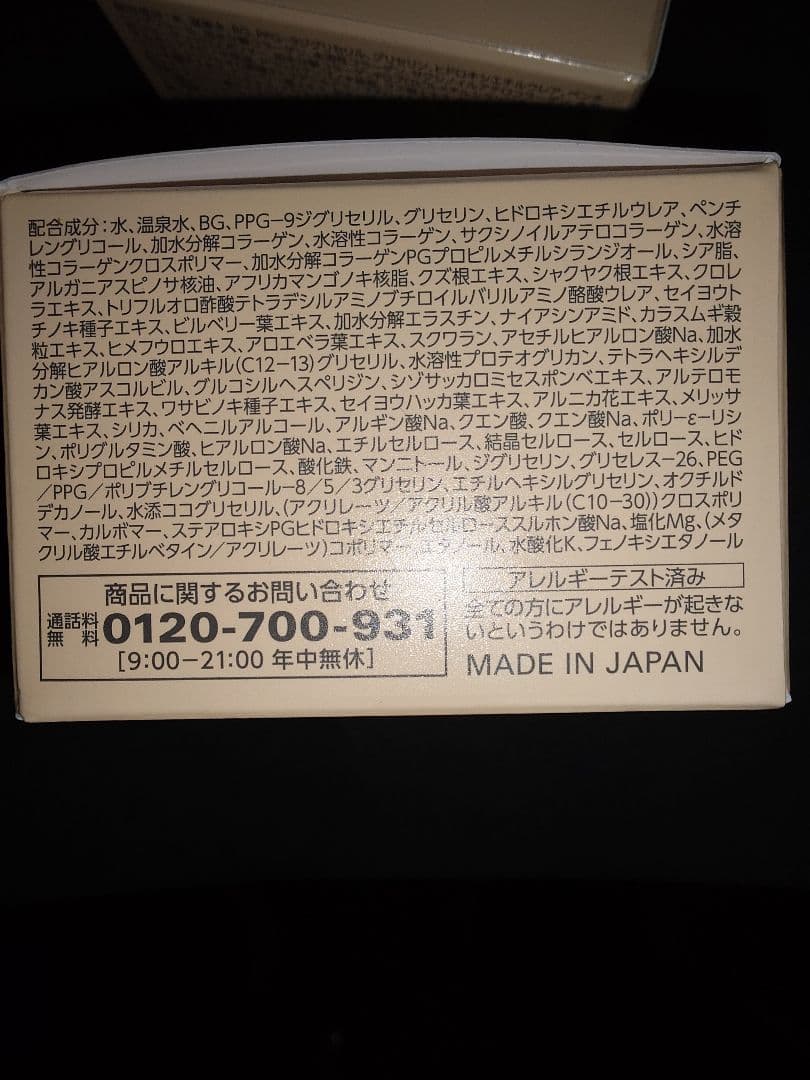 配合成分:水、温泉水、BG、PPG−9ジグリセリル、グリセリン、ヒドロキシエチルウレア、ペンチ
レングリコール、加水分解コラーゲン、水溶性コラーゲン、サクシノイルアテロコラーゲン、水溶
性コラーゲンクロスポリマー、加水分解コラーゲンPGプロピルメチルシランジオール、シア脂、
アルガニアスピノサ核油、アフリカマンゴノキ核脂、クズ根エキス、シャクヤク根エキス、クロレ
ラエキス、トリフルオロ酢酸テトラデシルアミノブチロイルバリルアミノ酪酸ウレア、セイヨウト
チノキ種子エキス、ビルベリー葉エキス、加水分解エラスチン、ナイアシンアミド、カラスムギ穀
粒エキス、ヒメフウロエキス、アロエベラ葉エキス、スクワラン、アセチルヒアルロン酸Na、加水
分解ヒアルロン酸アルキル(C12−13)グリセリル、水溶性プロテオグリカン、テトラヘキシルデ
カン酸アスコルビル、グルコシルヘスペリジン、シゾサッカロミセスポンベエキス、アルテロモ
ナス発酵エキス、ワサビノキ種子エキス、セイヨウハッカ葉エキス、アルニカ花エキス、メリッサ
葉エキス、シリカ、ベヘニルアルコール、アルギン酸Na、クエン酸、クエン酸Na、ポリ−ε−リシ
ン、ポリグルタミン酸、ヒアルロン酸Na、エチルセルロース、結晶セルロース、セルロース、ヒド
ロキシプロピルメチルセルロース、酸化鉄、マンニトール、ジグリセリン、グリセレス−26、PEG
/PPG/ポリブチレングリコール−8/5/3グリセリン、エチルヘキシルグリセリン、オクチルド
デカノール、水添ココグリセリル、(アクリレーツ/アクリル酸アルキル(C10−30))クロスポリ
マー、カルボマー、ステアロキシPGヒドロキシエチルセルローススルホン酸Na、塩化Mg、(メタ
クリル酸エチルベタイン/アクリレーツ)コポリマー、エタノール、水酸化K、フェノキシエタノール
商品に関するお問い合わせ
通話料
無 料 0120-700-931
[9:00−21:00 年中無休]
アレルギーテスト済み
全ての方にアレルギーが起きな
いというわけではありません。
MADE IN JAPAN